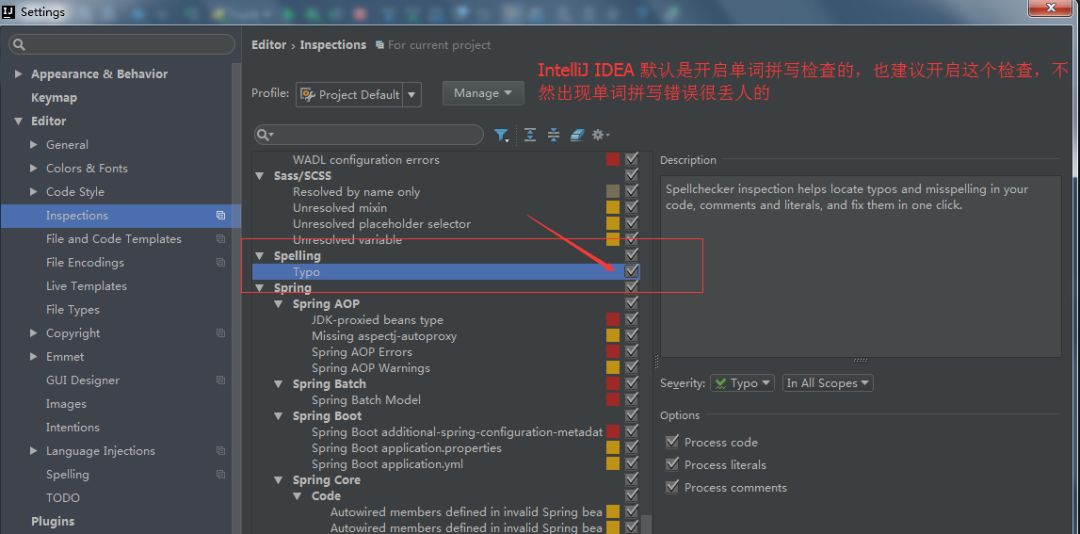 Settings
Editor › Inspections For current project
IntelliJ IDEA 默认是开启单词拼写检查的，也建议开启这个检查，不
然出现单词拼写错误很丢人的
Profile: Project Default Manage
Appearance & Behavior
Keymap
Editor
General
Colors & Fonts
Code Style
Inspections
File and Code Templates
File Encodings
Live Templates
File Types
Copyright
Emmet
GUI Designer
Images
Intentions
Language Injections
Spelling
TODO
Plugins
WADL configuration errors
Sass/SCSS
Resolved by name only
Unresolved mixin
Unresolved placeholder selector
Unresolved variable
Spelling
Typo
Spring
Spring AOP
JDK-proxied beans type
Missing aspectj-autoproxy
Spring AOP Errors
Spring AOP Warnings
Spring Batch
Spring Batch Model
Spring Boot
Spring Boot additional-spring-configuration-metadat
Spring Boot application.properties
Spring Boot application.yml
Spring Core
Code
Autowired members defined in invalid Spring bea
Autowired members defined in invalid Spring bea
Description
Spellchecker inspection helps locate typos and misspelling in your
code, comments and literals, and fix them in one click.
Severity: Typo In All Scopes
Options
Process code
Process literals
Process comments